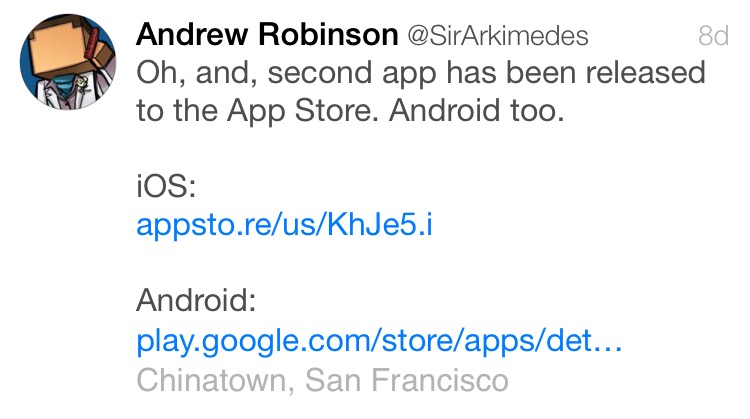 Andrew Robinson @SirArkimedes 8d
Oh, and, second app has been released
to the App Store. Android too.
iOS:
appsto.re/us/KhJe5.i
Android:
play.google.com/store/apps/det...
Chinatown, San Francisco